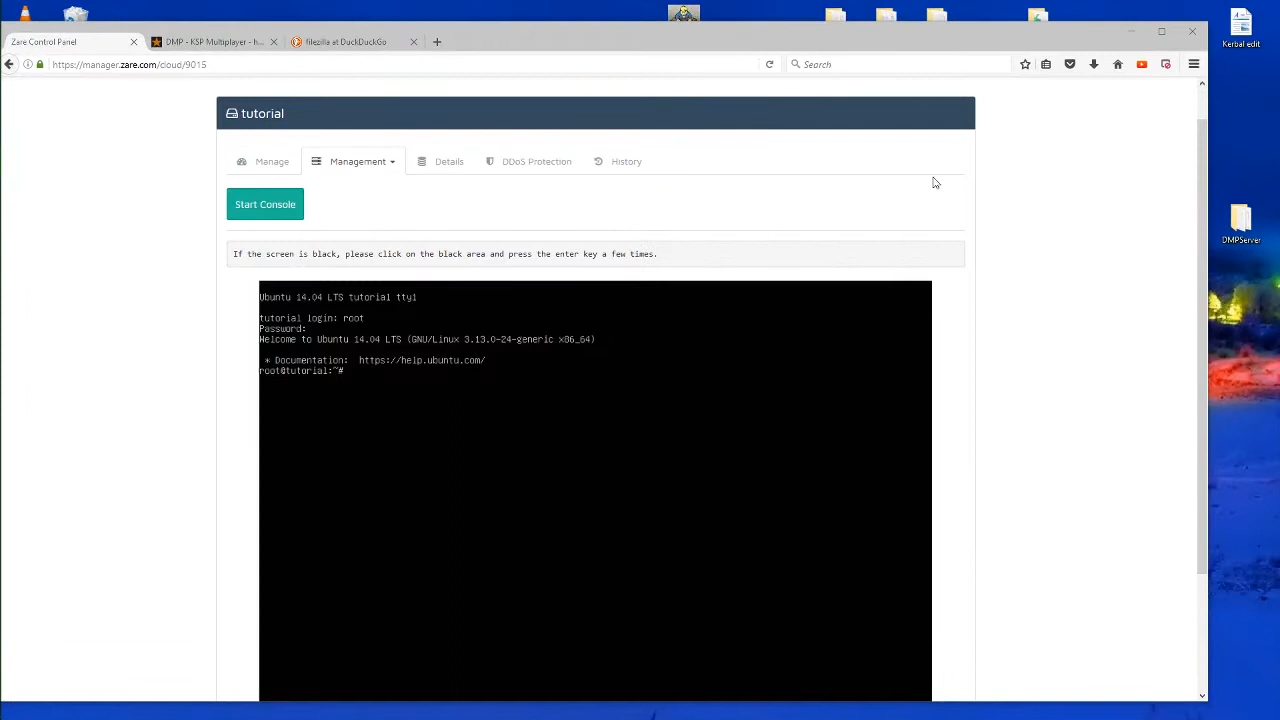 Zare Control Panel
DMP - KSP Multiplayer - h...
filezilla at DuckDuckGo
https://manager.zare.com/cloud/9015
Search
Kerbal edit
tutorial
Manage
Management
Details
DDoS Protection
History
Start Console
DMPServer
If the screen is black, please click on the black area and press the enter key a few times.
Ubuntu 14.04 LTS tutorial tty1
tutorial login: root
Password:
Welcome to Ubuntu 14.04 LTS (GNU/Linux 3.13.0-24-generic x86_64)
* Documentation:  https://help.ubuntu.com/
root@tutorial:~#